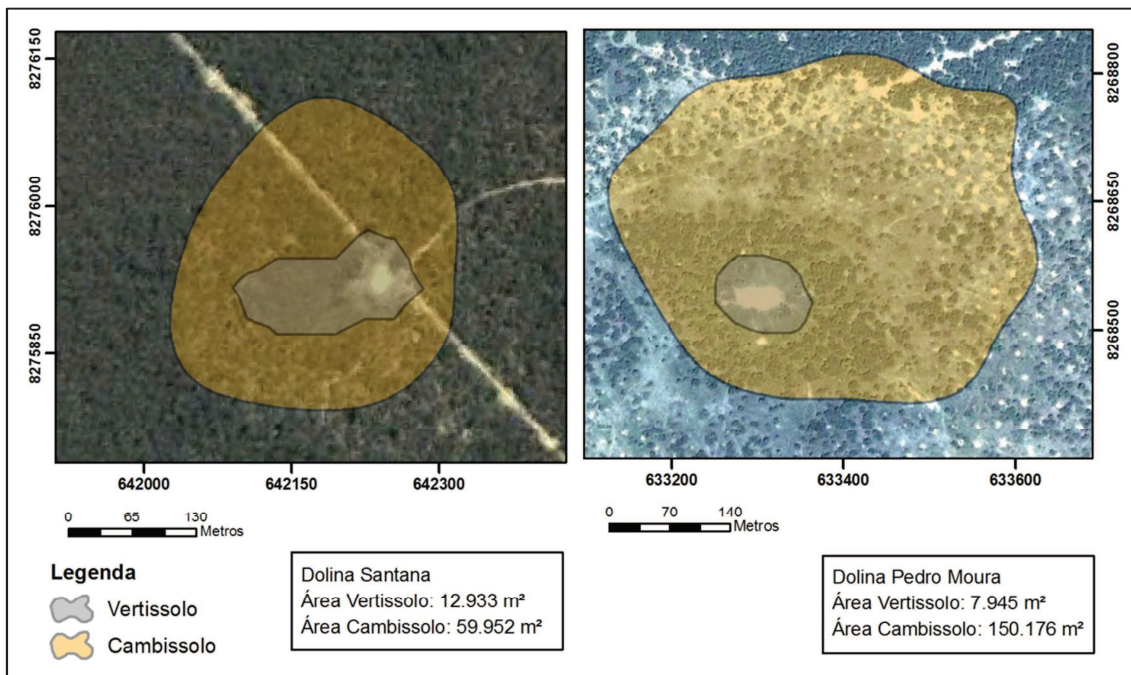 8276150
8276000
8275850
642000
642150
642300
8268800
8268650
8268500
633200
633400
633600
0 65 130
Metros
0 70 140
Metros
Legenda
Vertissolo
Cambissolo
Dolina Santana
Área Vertissolo: 12.933 m²
Área Cambissolo: 59.952 m²
Dolina Pedro Moura
Área Vertissolo: 7.945 m²
Área Cambissolo: 150.176 m²